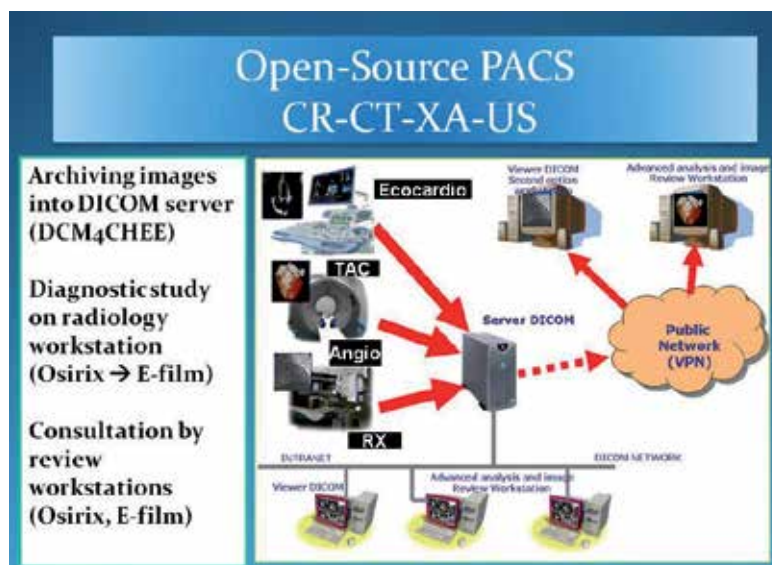 Open-Source PACS
CR-CT-XA-US
Archiving images
into DICOM server
(DCM4CHEE)
Diagnostic study
on radiology
workstation
(Osirix → E-film)
Consultation by
review
workstations
(Osirix, E-film)
Ecocardio
TAC
Angio
RX
Viewer DICOM
Second option
Advanced analysis and image
Review Workstation
Server DICOM
Public
Network
(VPN)
INTRANET
DICOM NETWORK
Viewer DICOM
Advanced analysis and image
Review Workstation